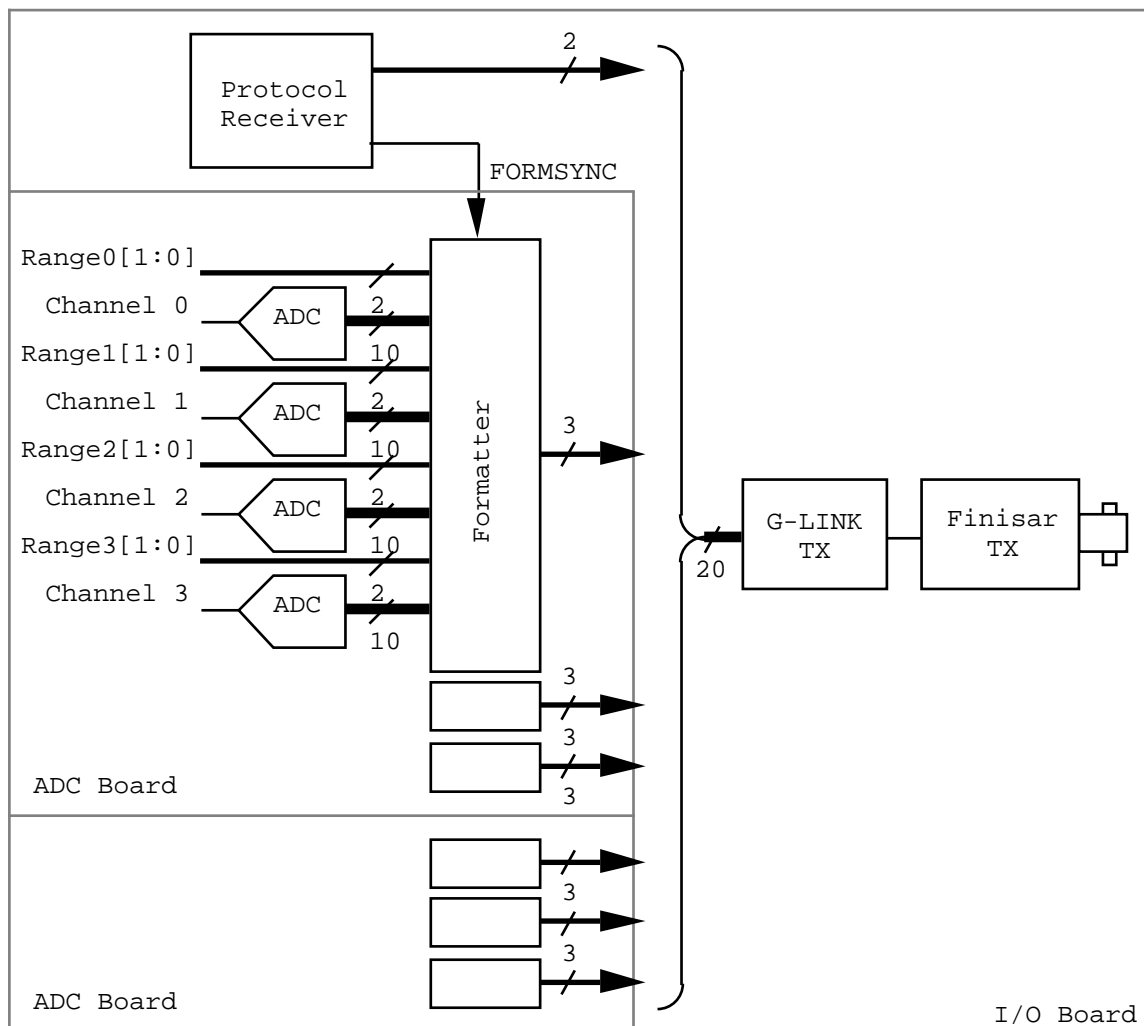 2
Protocol
Receiver
FORMSYNC
Range0[1:0]
Channel 0
ADC
2
Range1[1:0]
10
Channel 1
ADC
2
Range2[1:0]
10
Channel 2
ADC
2
Range3[1:0]
10
Channel 3
ADC
2
10
Formatter
3
3
3
3
ADC Board
3
3
3
ADC Board
20
G-LINK
TX
Finisar
TX
I/O Board